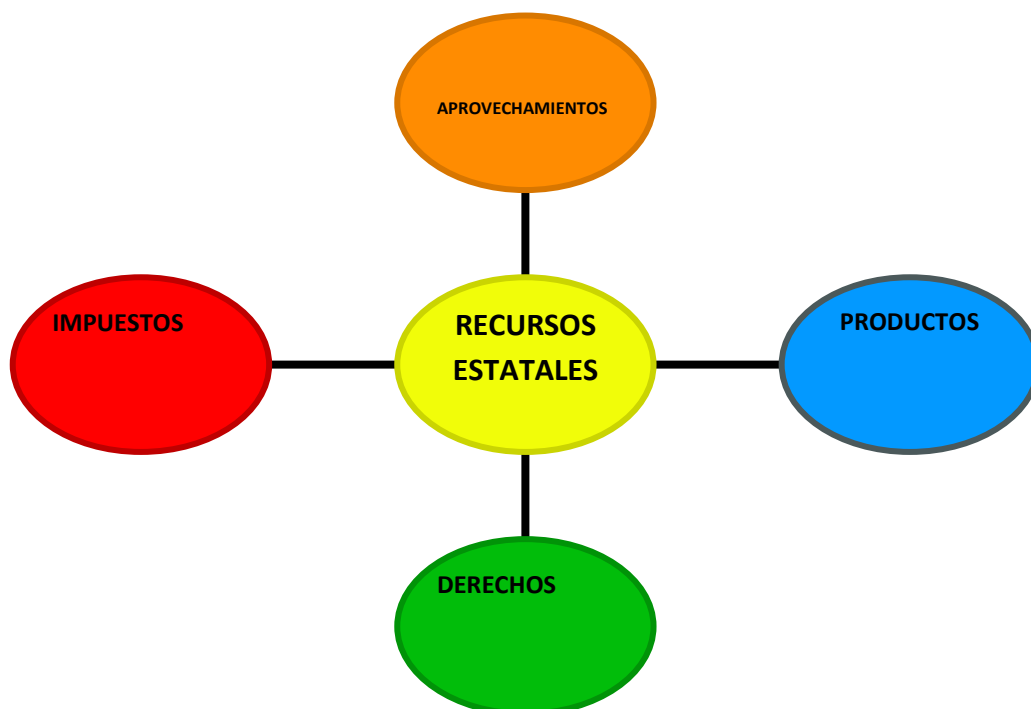 APROVECHAMIENTOS
IMPUESTOS
RECURSOS
ESTATALES
PRODUCTOS
DERECHOS